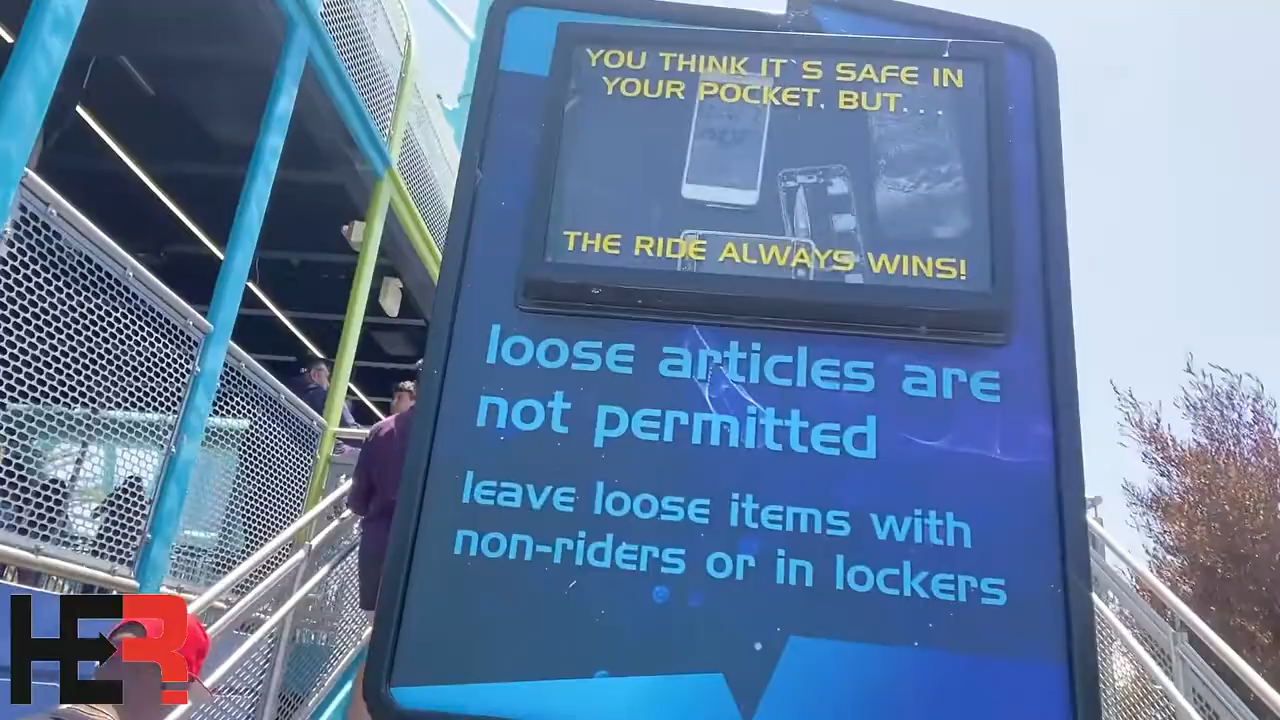 YOU THINK IT`S SAFE IN
YOUR POCKET, BUT....
THE RIDE ALWAYS WINS!
loose articles are
not permitted
leave loose items with
non-riders or in lockers
HER!